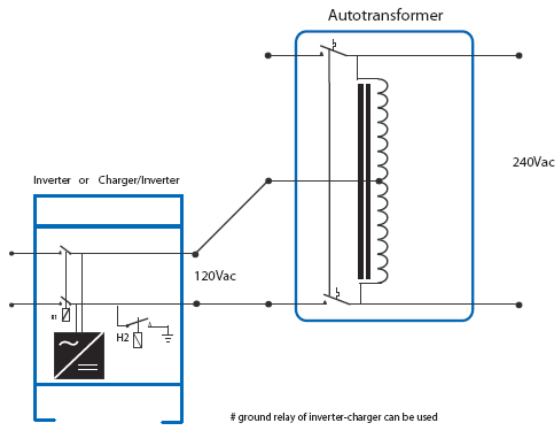 Autotransformer
240Vac
Inverter or Charger/Inverter
120Vac
H2
# ground relay of inverter-charger can be used